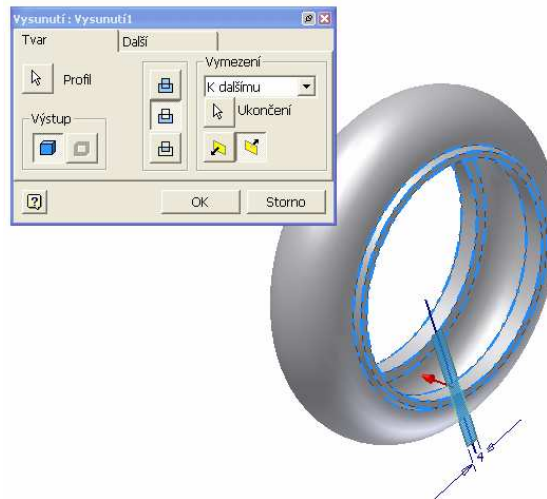 Vysunutí : Vysunutí1
Tvar
Další
Profil
Výstup
Vymezení
K dalšímu
Ukončení
OK
Storno
4